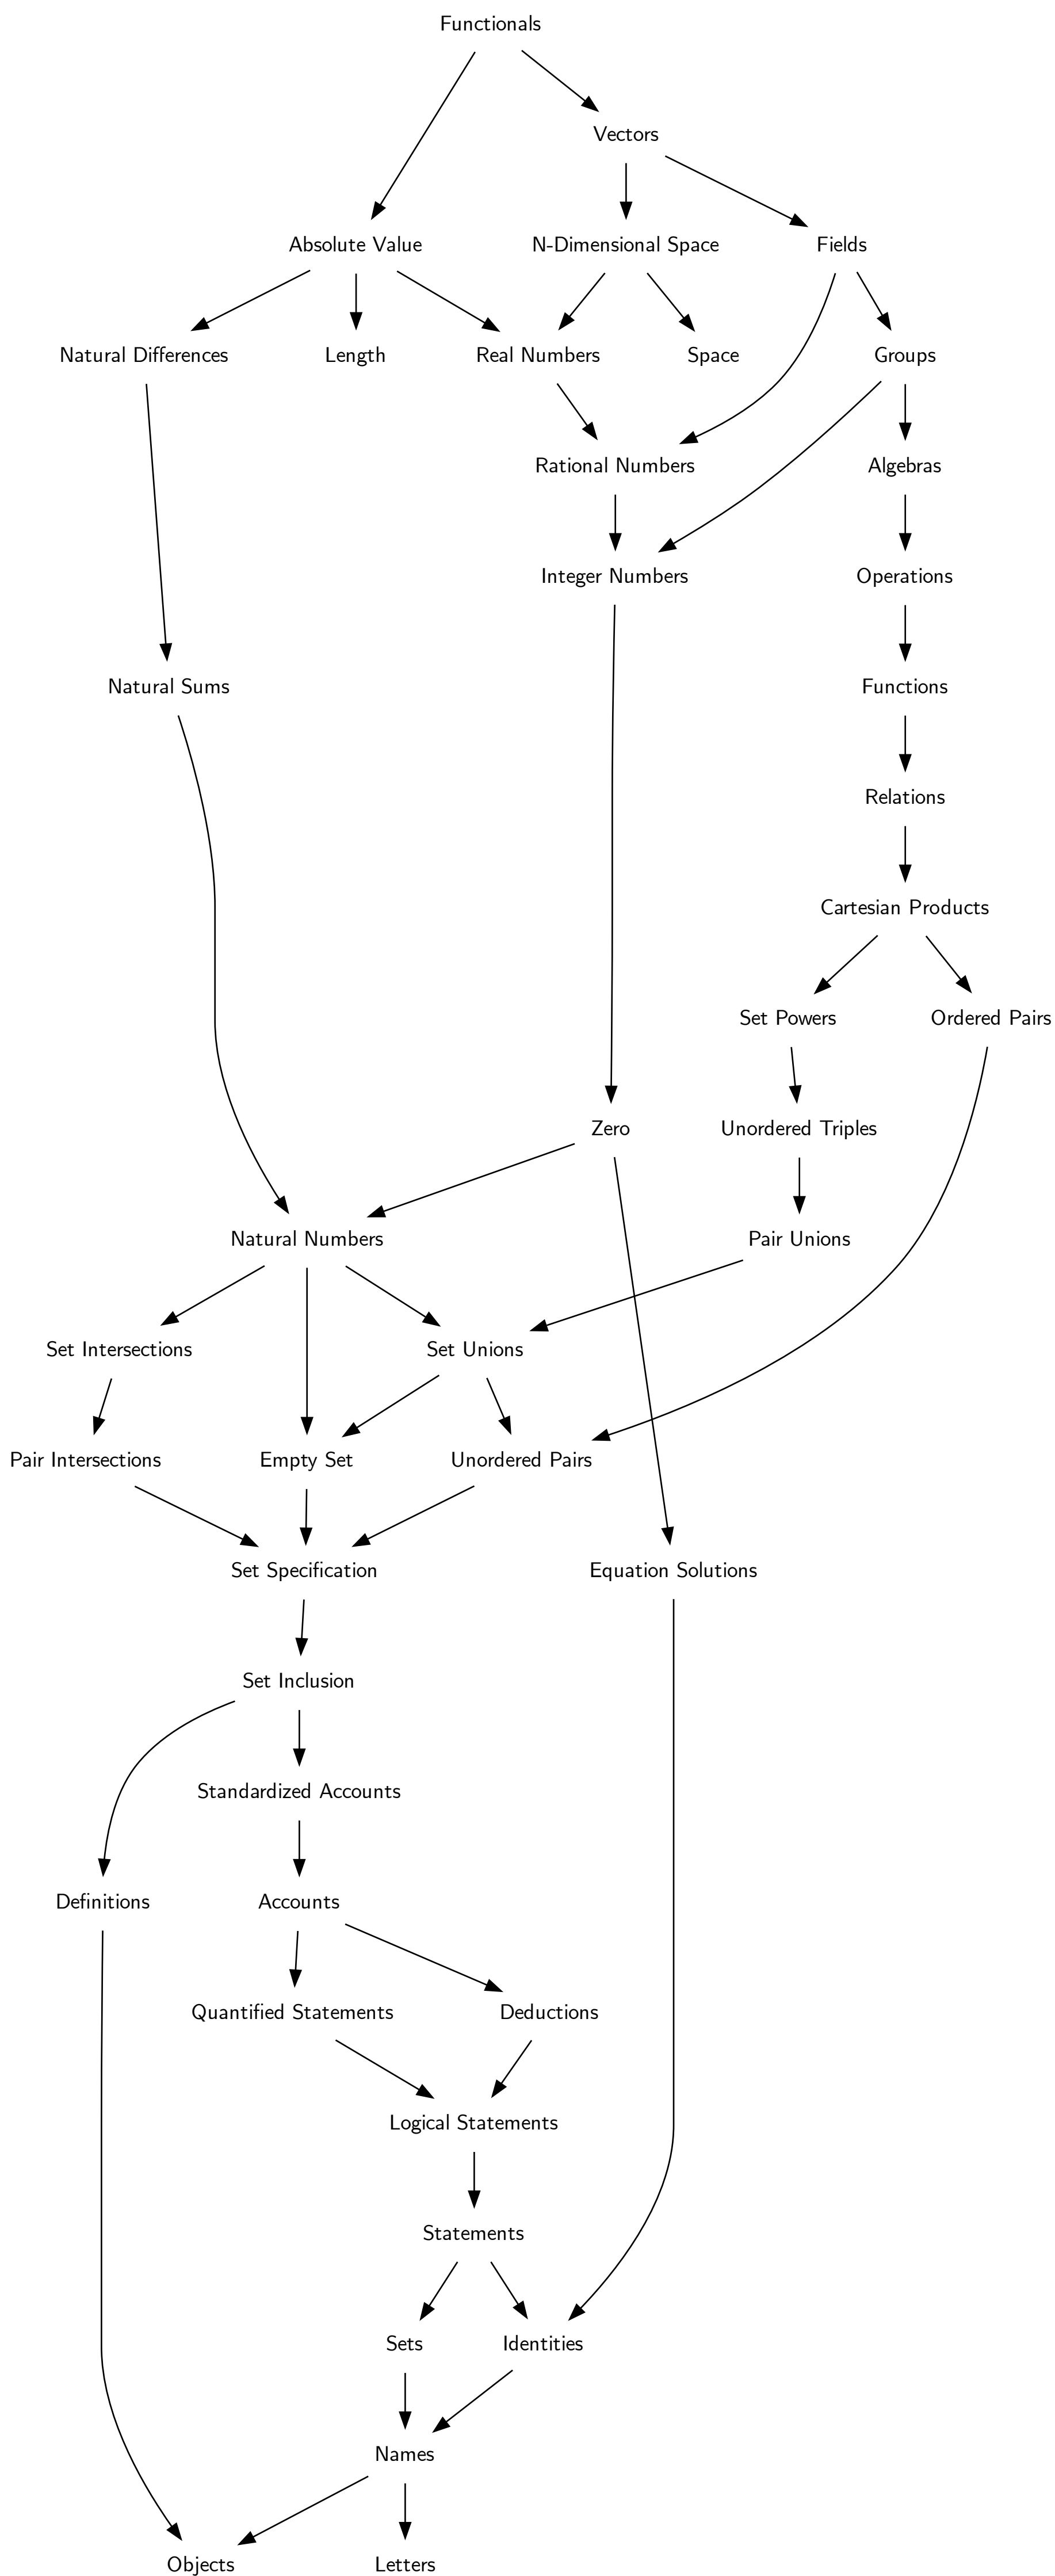 Functionals
Vectors
Absolute Value
N-Dimensional Space
Fields
Natural Differences
Length
Real Numbers
Space
Groups
Rational Numbers
Algebras
Integer Numbers
Operations
Natural Sums
Functions
Relations
Cartesian Products
Set Powers
Ordered Pairs
Zero
Unordered Triples
Natural Numbers
Pair Unions
Set Intersections
Set Unions
Pair Intersections
Empty Set
Unordered Pairs
Set Specification
Equation Solutions
Set Inclusion
Standardized Accounts
Definitions
Accounts
Quantified Statements
Deductions
Logical Statements
Statements
Sets
Identities
Names
Objects
Letters